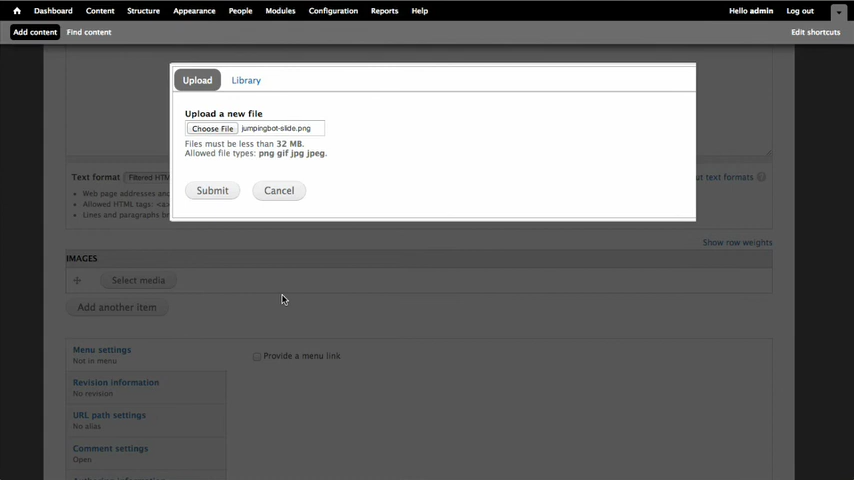 Dashboard Content Structure Appearance People Modules Configuration Reports Help Hello admin Log out
Add content Find content Edit shortcuts
Upload Library
Upload a new file
Choose File jumpingbot-slide.png
Files must be less than 32 MB.
Allowed file types: png gif jpg jpeg.
Text format Filtered HTM
ut text formats
Web page addresses and
Submit Cancel
Allowed HTML tags: <a>
Lines and paragraphs b
Show row weights
IMAGES
Select media
Add another item
Menu settings
Not in menu
Provide a menu link
Revision information
No revision
URL path settings
No alias
Comment settings
Open